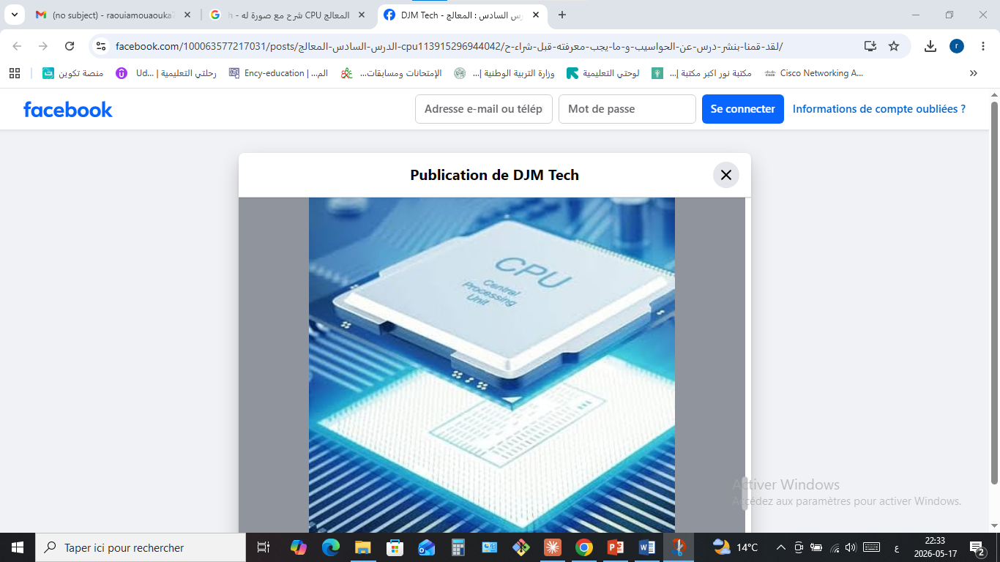 (no subject) - raouiamouaouka7
المعالج CPU شرح مع صورة له - h
DJM Tech - رس السادس : المعالج
facebook.com/100063577217031/posts/الدرس-السادس-المعالج-cpu113915296944042/لقد-قمنا-بنشر-درس-عن-الحواسيب-و-ما-يجب-معرفته-قبل-شراء-ح/
r
منصة تكوين
رحلتي التعليمية | Ud...
الم... | Ency-education
الإمتحانات ومسابقات...
وزارة التربية الوطنية |...
لوحتي التعليمية
مكتبة نور اكبر مكتبة إ...
Cisco Networking A...
facebook
Adresse e-mail ou télép
Mot de passe
Se connecter
Informations de compte oubliées ?
Publication de DJM Tech
CPU
Central
Processing
Unit
Activer Windows
Accédez aux paramètres pour activer Windows.
Taper ici pour rechercher
14°C
ع
22:33
2026-05-17
2